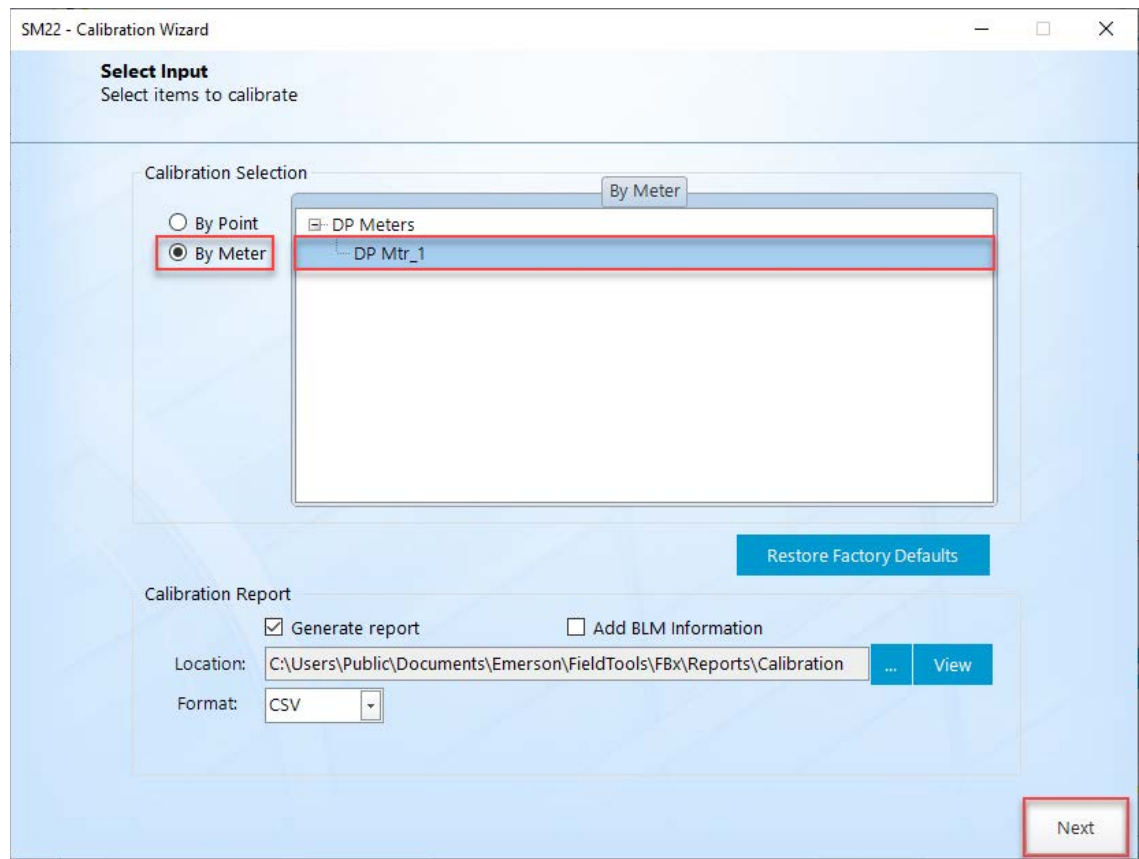 SM22 - Calibration Wizard
Select Input
Select items to calibrate
Calibration Selection
By Meter
By Point
DP Meters
By Meter
DP Mtr_1
Restore Factory Defaults
Calibration Report
Generate report
Add BLM Information
Location:
C:\Users\Public\Documents\Emerson\FieldTools\FBx\Reports\Calibration
...
View
Format:
CSV
Next